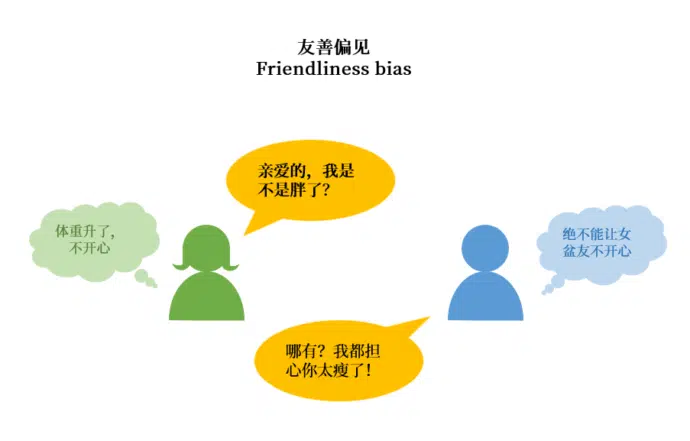 友善偏见
Friendliness bias
亲爱的，我是
不是胖了？
体重升了，
不开心
绝不能让女
盆友不开心
哪有？我都担
心你太瘦了！